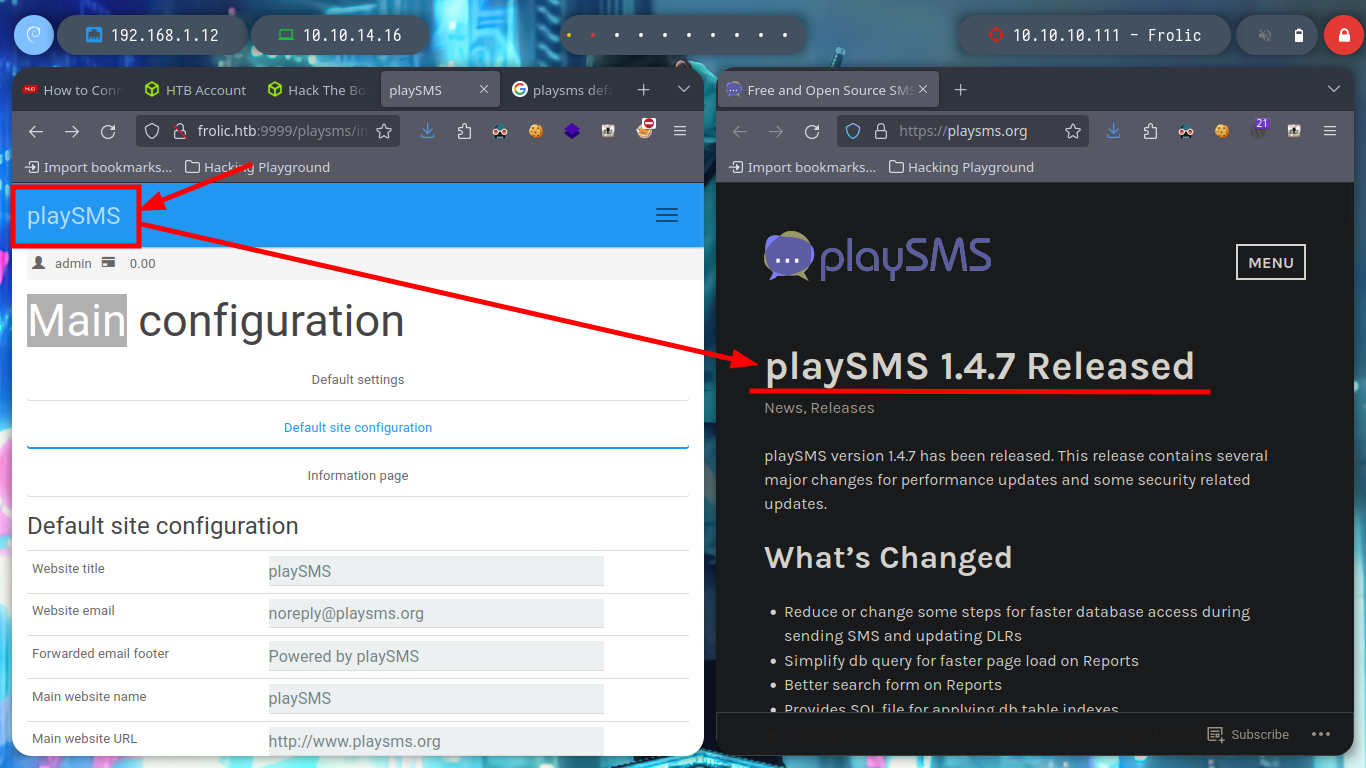 192.168.1.12
10.10.14.16
10.10.10.111 - Frolic
How to Conn
HTB Account
Hack The Bo
playSMS
playsms defa
frolic.htb:9999/playsms/in
Import bookmarks...
Hacking Playground
playSMS
admin
0.00
Main configuration
Default settings
Default site configuration
Information page
Default site configuration
Website title
playSMS
Website email
noreply@playsms.org
Forwarded email footer
Powered by playSMS
Main website name
playSMS
Main website URL
http://www.playsms.org
Free and Open Source SMS
https://playsms.org
21
Import bookmarks...
Hacking Playground
playSMS
MENU
playSMS 1.4.7 Released
News, Releases
playSMS version 1.4.7 has been released. This release contains several
major changes for performance updates and some security related
updates.
What's Changed
Reduce or change some steps for faster database access during
sending SMS and updating DLRs
Simplify db query for faster page load on Reports
Better search form on Reports
Provides SQL file for applying db table indexes
Subscribe